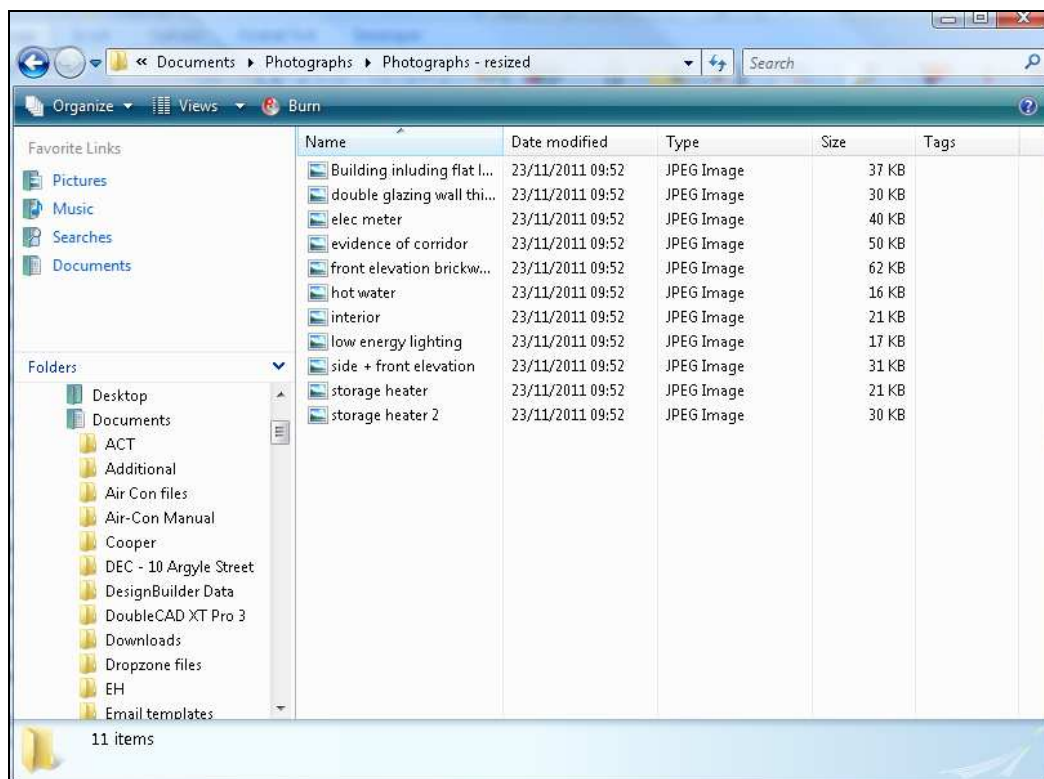 « Documents Photographs Photographs - resized Search
Organize Views Burn
Favorite Links
Pictures
Music
Searches
Documents
Folders
Desktop
Documents
ACT
Additional
Air Con files
Air-Con Manual
Cooper
DEC - 10 Argyle Street
DesignBuilder Data
DoubleCAD XT Pro 3
Downloads
Dropzone files
EH
Email templates
Name Date modified Type Size Tags
Building inluding flat l... 23/11/2011 09:52 JPEG Image 37 KB
double glazing wall thi... 23/11/2011 09:52 JPEG Image 30 KB
elec meter 23/11/2011 09:52 JPEG Image 40 KB
evidence of corridor 23/11/2011 09:52 JPEG Image 50 KB
front elevation brickw... 23/11/2011 09:52 JPEG Image 62 KB
hot water 23/11/2011 09:52 JPEG Image 16 KB
interior 23/11/2011 09:52 JPEG Image 21 KB
low energy lighting 23/11/2011 09:52 JPEG Image 17 KB
side + front elevation 23/11/2011 09:52 JPEG Image 31 KB
storage heater 23/11/2011 09:52 JPEG Image 21 KB
storage heater 2 23/11/2011 09:52 JPEG Image 30 KB
11 items